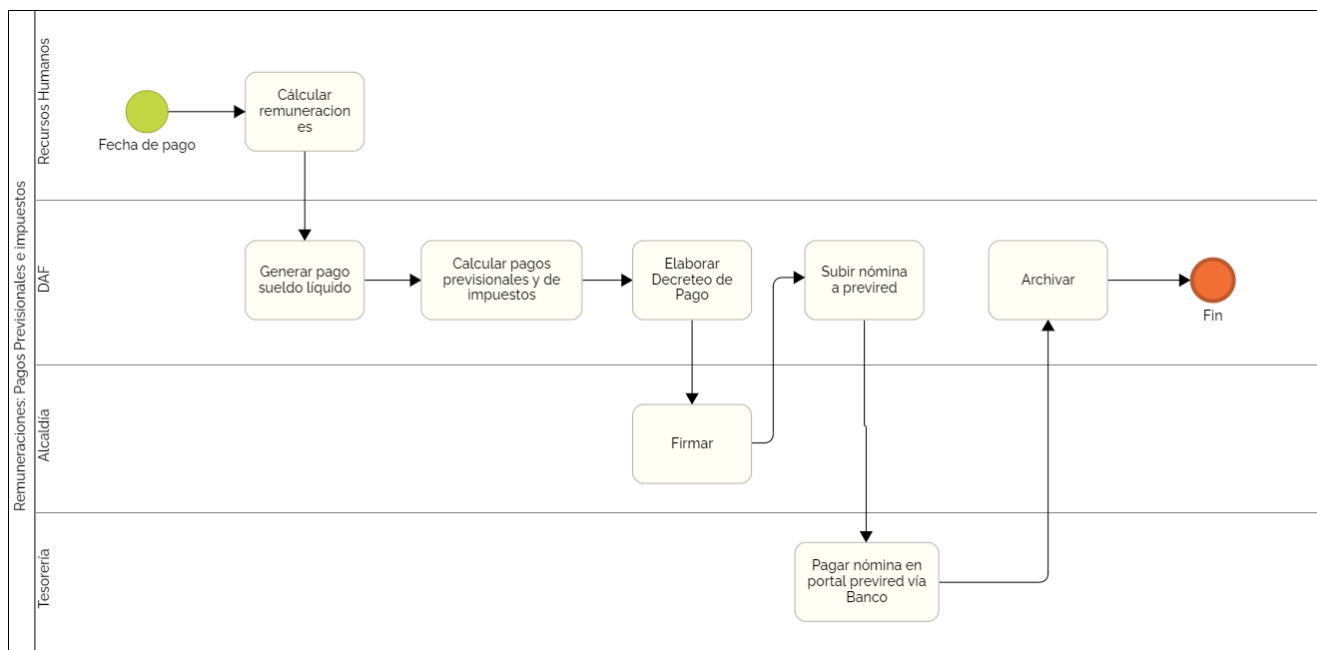 Remuneraciones: Pagos Previsionales e impuestos
Recursos Humanos
Fecha de pago
Cálcular
remuneracion
es
DAF
Generar pago
sueldo líquido
Calcular pagos
previsionales y de
impuestos
Elaborar
Decreteo de
Pago
Subir nómina
a previred
Archivar
Fin
Alcaldía
Firmar
Tesorería
Pagar nómina en
portal previred vía
Banco